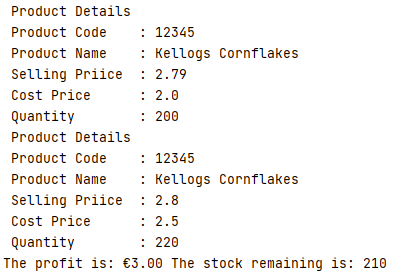 Product Details
Product Code    : 12345
Product Name    : Kellogs Cornflakes
Selling Priice  : 2.79
Cost Price      : 2.0
Quantity        : 200
Product Details
Product Code    : 12345
Product Name    : Kellogs Cornflakes
Selling Priice  : 2.8
Cost Price      : 2.5
Quantity        : 220
The profit is: €3.00 The stock remaining is: 210